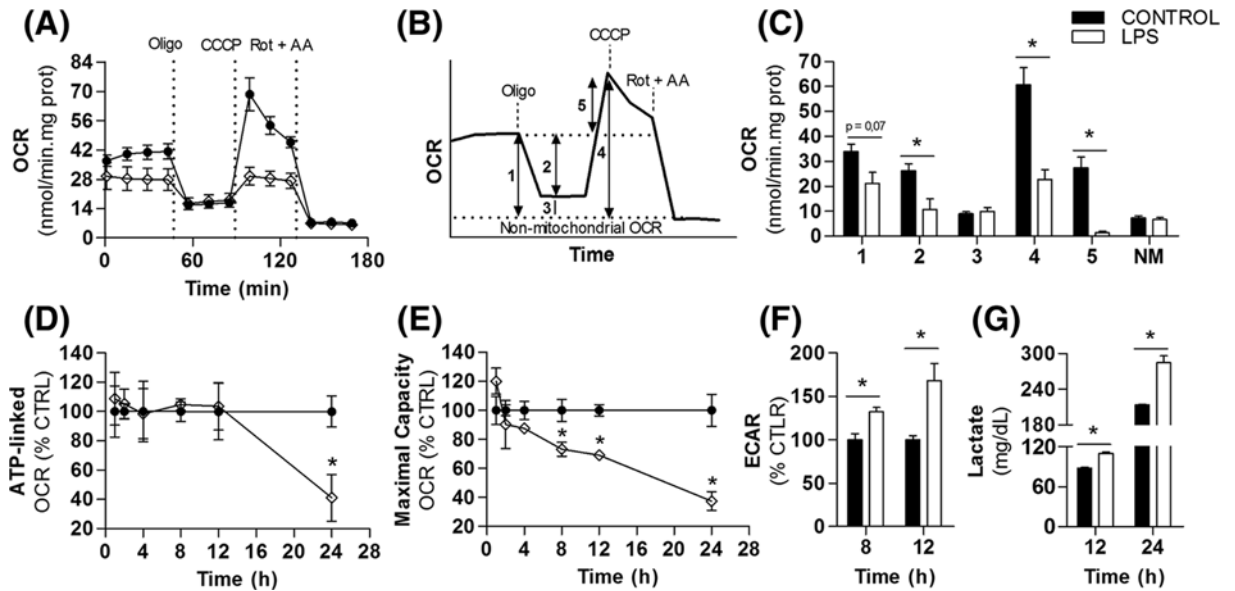 (A)
Oligo CCCP Rot + AA
OCR
(nmol/min.mg prot)
84
70
56
42
28
14
0
0 60 120 180
Time (min)
(B)
CCCP
Oligo
Rot + AA
OCR
1
2
3
4
5
Non-mitochondrial OCR
Time
(C)
CONTROL
LPS
OCR
(nmol/min.mg prot)
70
60
50
40
30
20
10
0
p = 0,07
*
*
*
1 2 3 4 5 NM
(D)
ATP-linked
OCR (% CTRL)
140
120
100
80
60
40
20
*
0 4 8 12 16 20 24 28
Time (h)
(E)
Maximal Capacity
OCR (% CTRL)
140
120
100
80
60
40
20
* * *
0 4 8 12 16 20 24 28
Time (h)
(F)
ECAR
(% CTLR)
200
150
100
50
0
*
*
8 12
Time (h)
(G)
Lactate
(mg/dL)
300
240
180
120
60
0
*
*
12 24
Time (h)